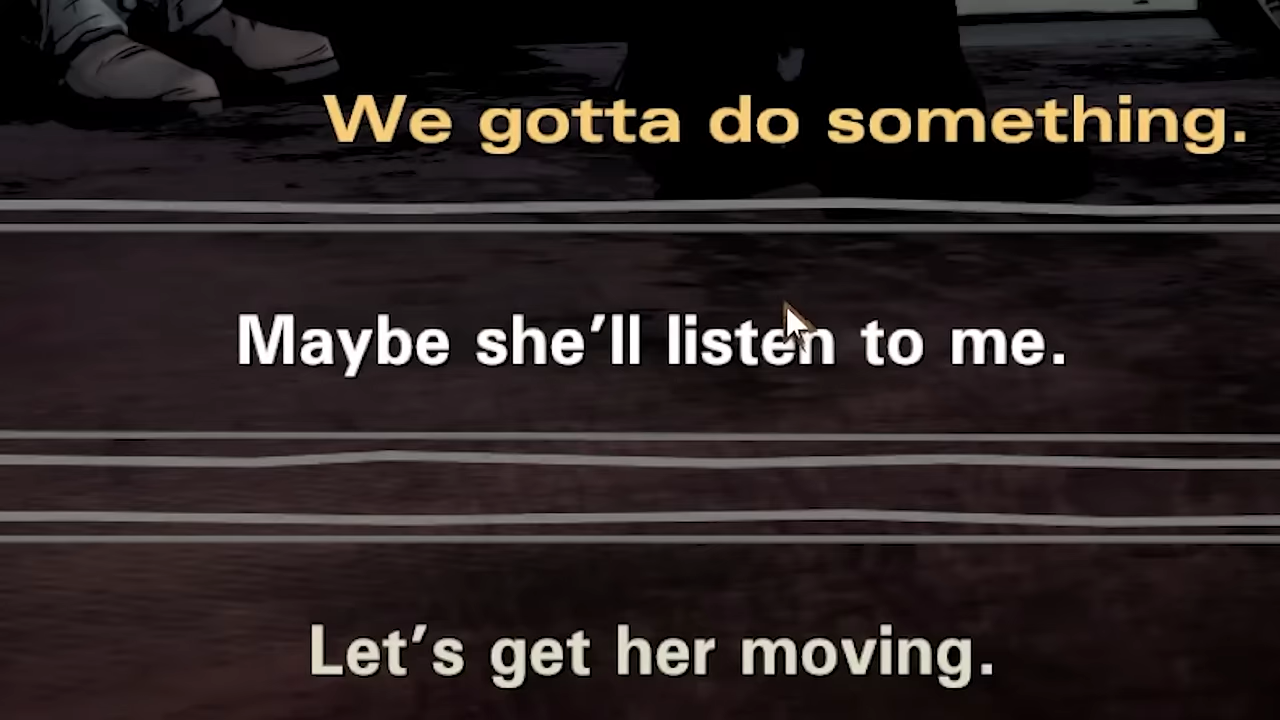 We gotta do something.
Maybe she’ll listen to me.
Let’s get her moving.